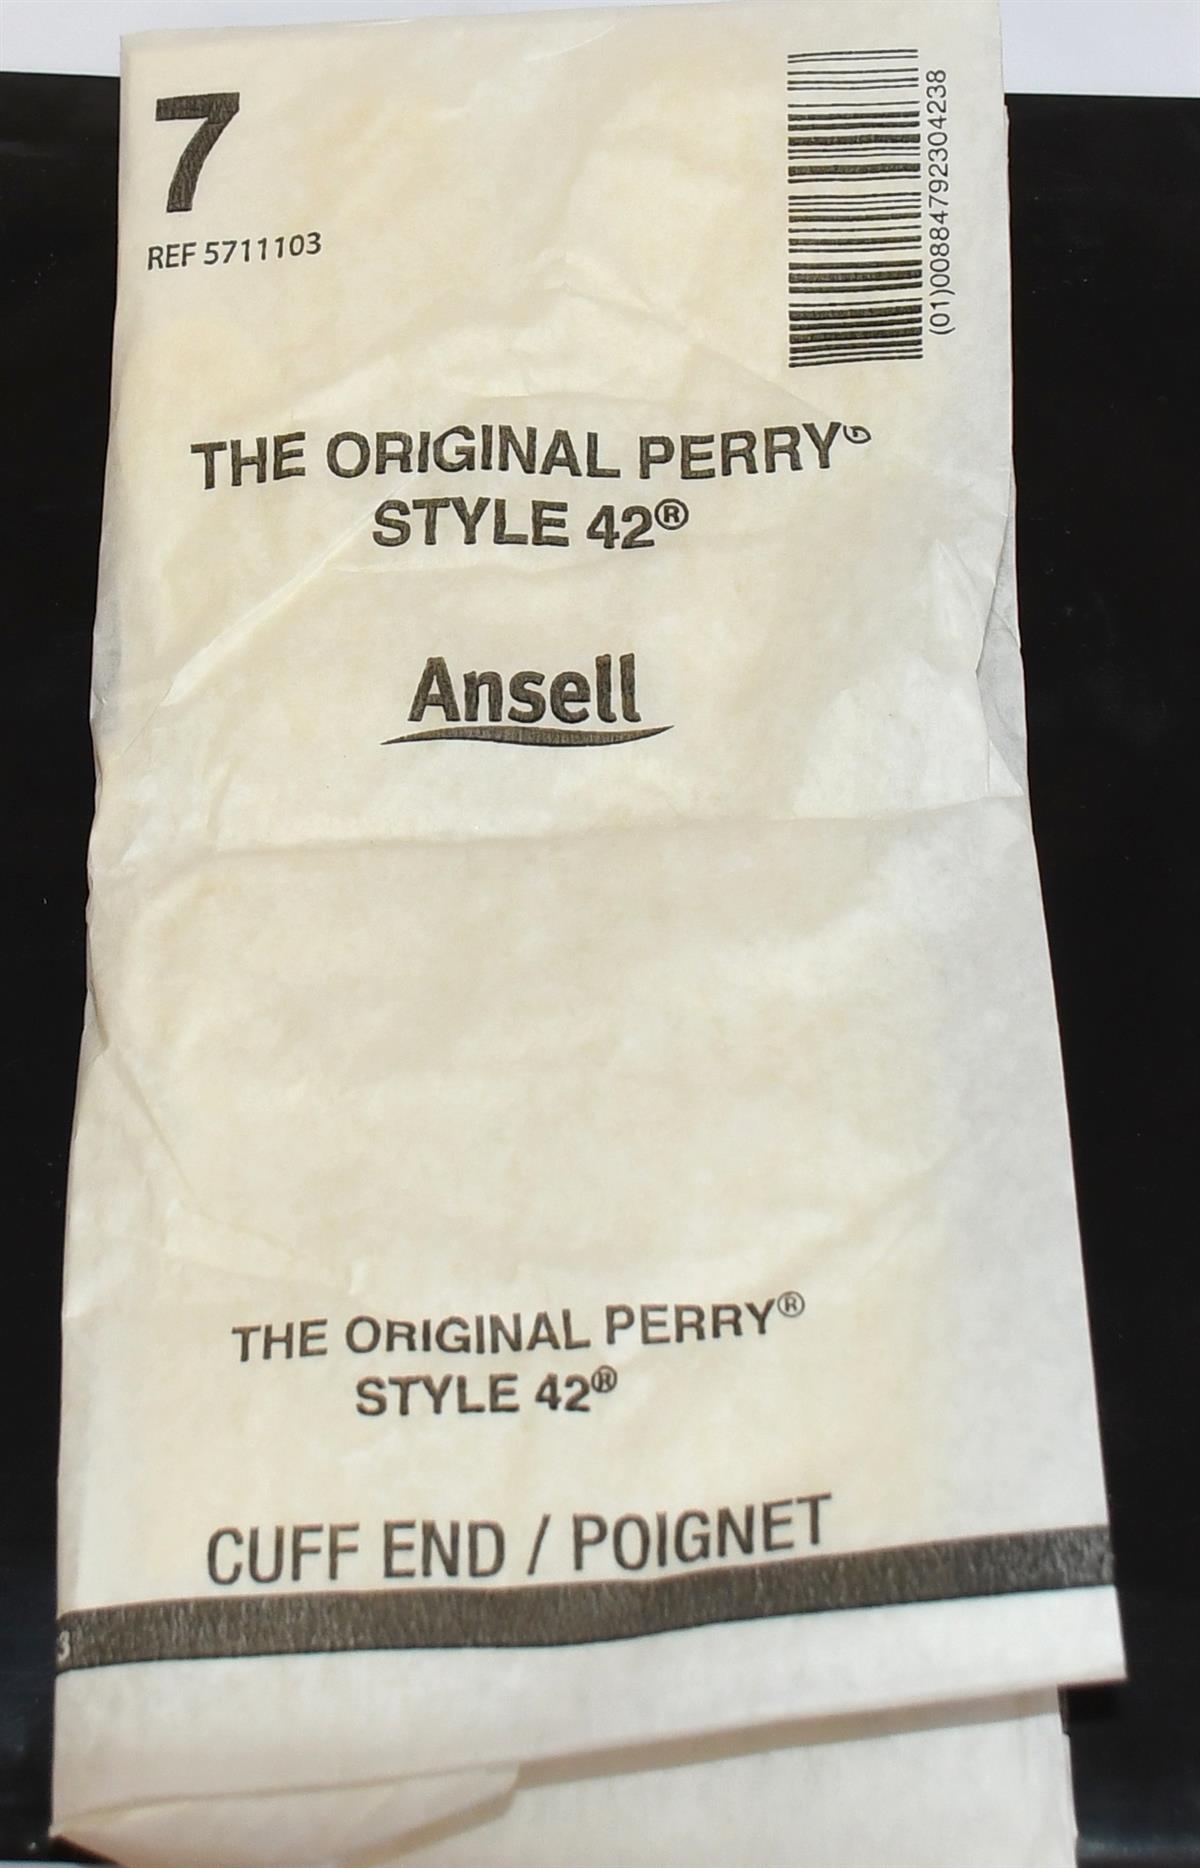 7
REF 5711103
(01)00884792304238
THE ORIGINAL PERRY®
STYLE 42®
Ansell
THE ORIGINAL PERRY®
STYLE 42®
CUFF END / POIGNET
3